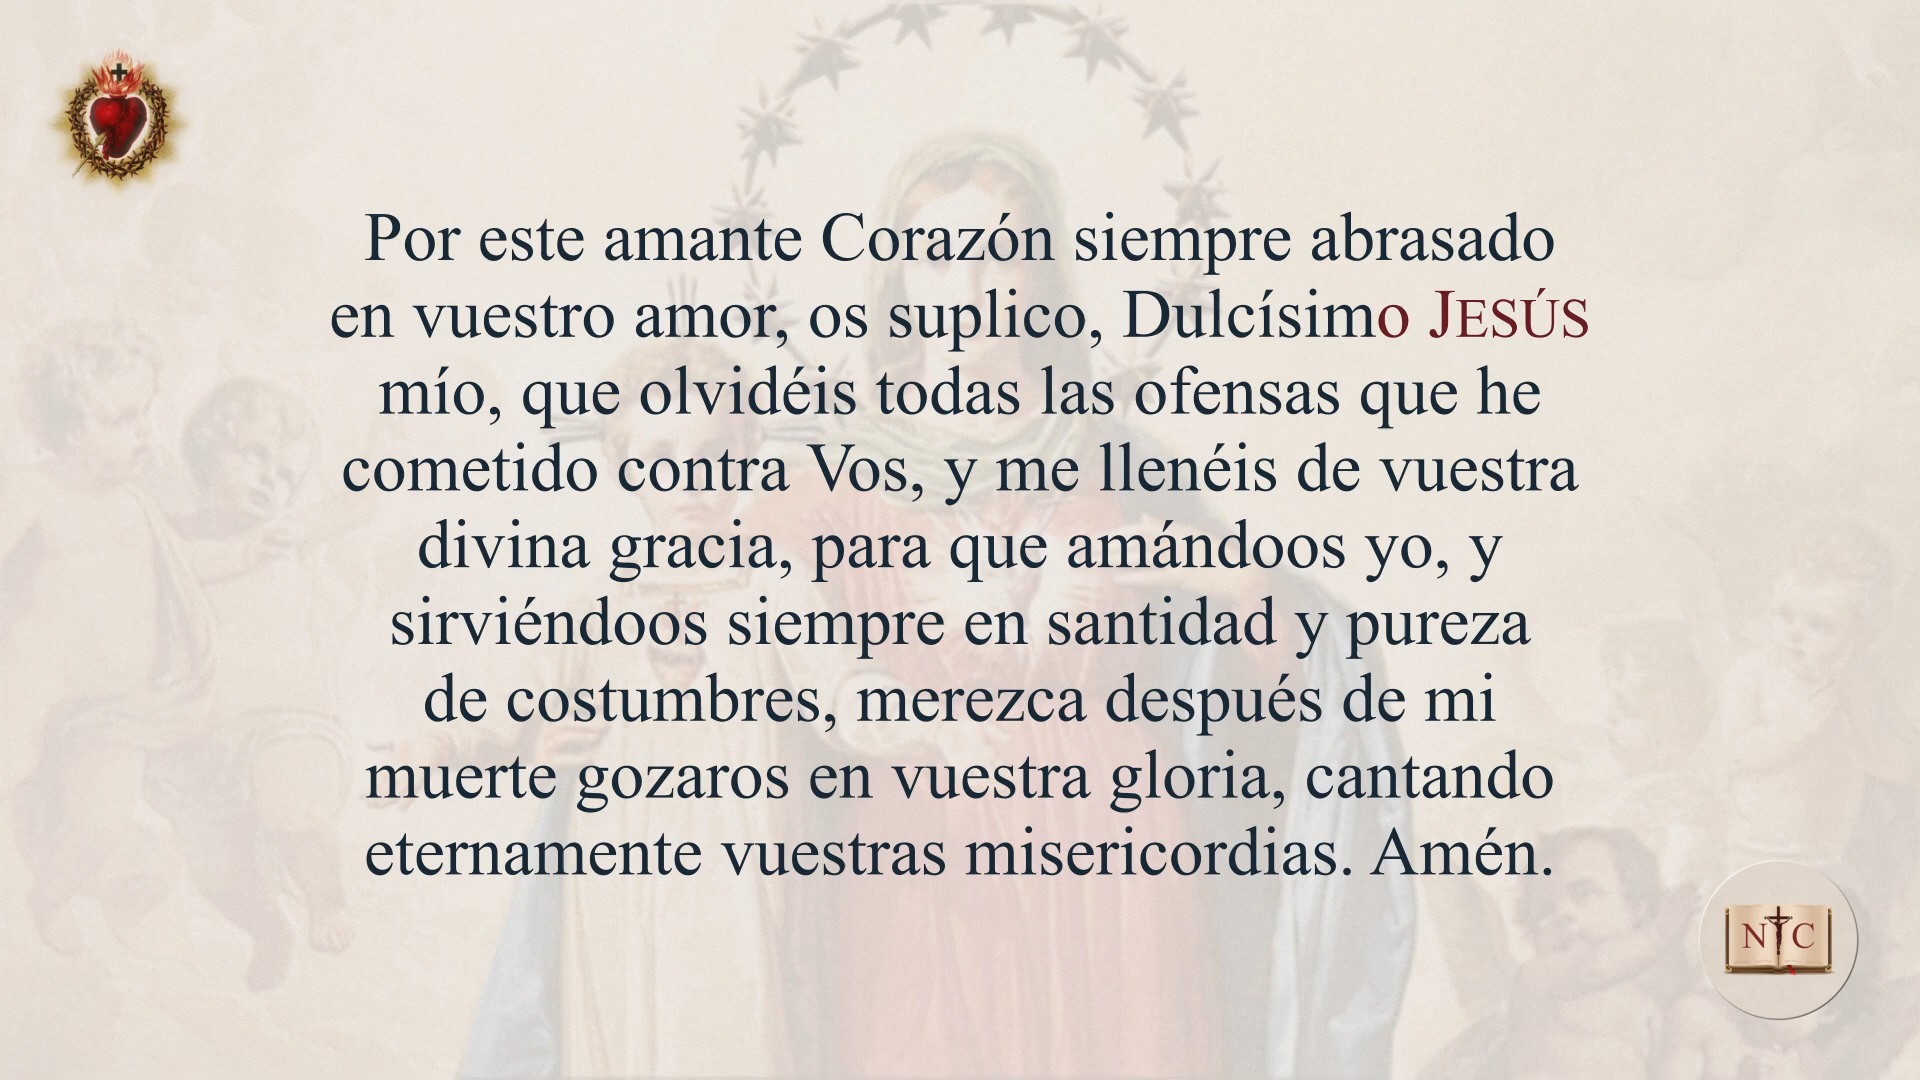 Por este amante Corazón siempre abrasado
en vuestro amor, os suplico, Dulcísimo JESÚS
mío, que olvidéis todas las ofensas que he
cometido contra Vos, y me llenéis de vuestra
divina gracia, para que amándoos yo, y
sirviéndoos siempre en santidad y pureza
de costumbres, merezca después de mi
muerte gozaros en vuestra gloria, cantando
eternamente vuestras misericordias. Amén.
N C